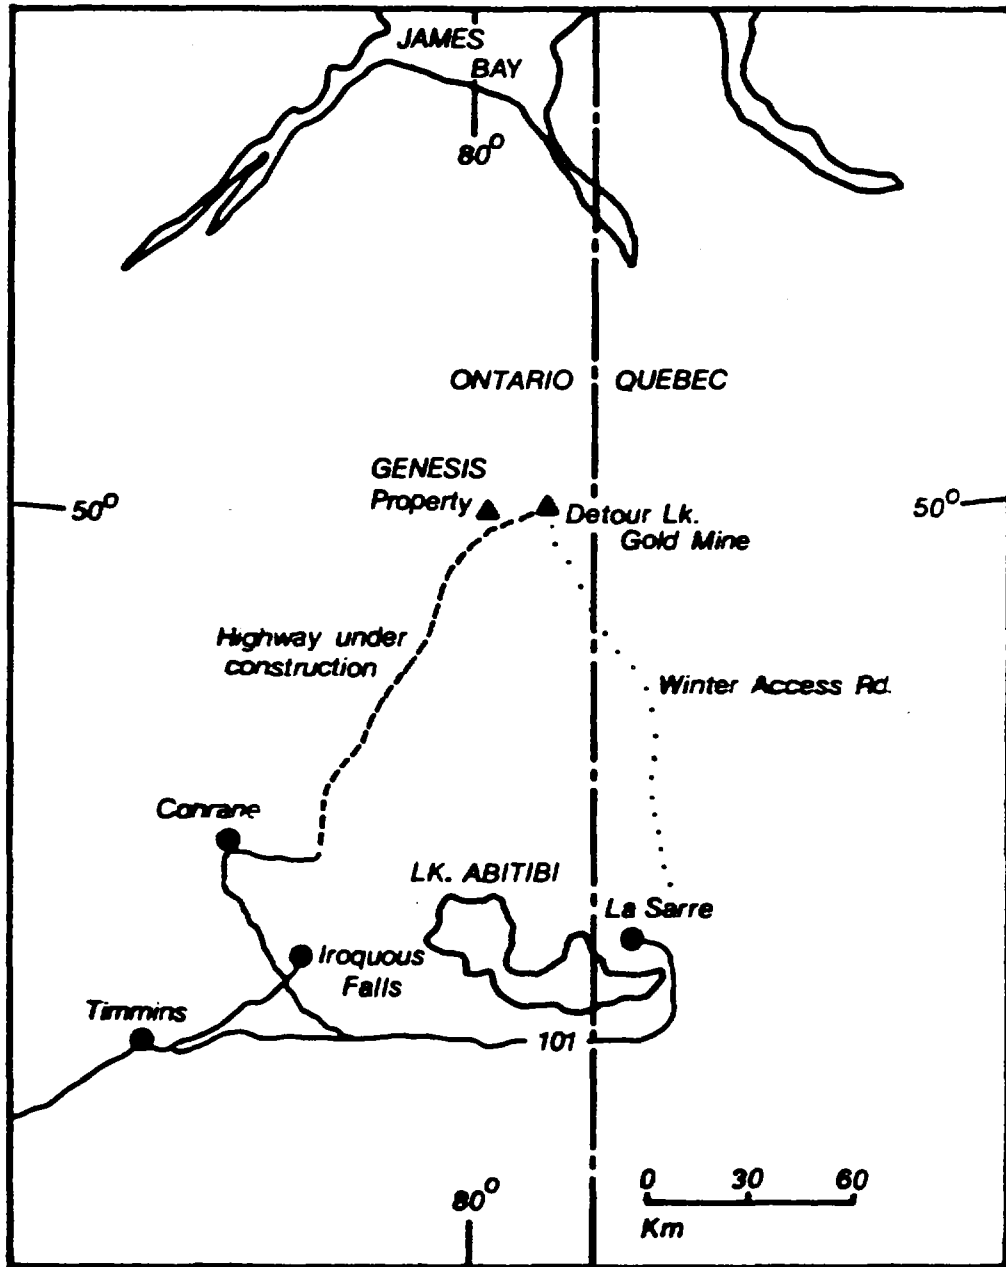 JAMES
BAY
80°
ONTARIO QUEBEC
GENESIS
Property
50°
50°
Detour Lk.
Gold Mine
Highway under
construction
Winter Access Rd.
Conrane
LK. ABITIBI
La Sarre
Iroquous
Falls
Timmins
101
80°
0 30 60
Km